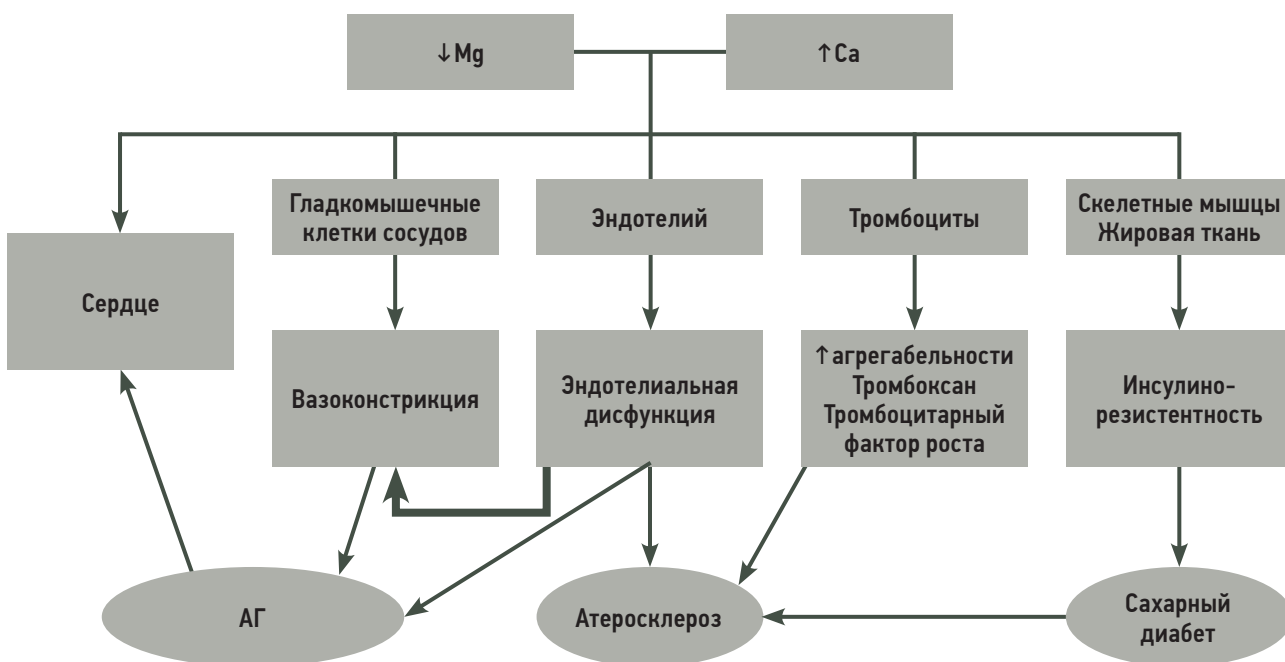 ↓Mg
↑Ca
Гладкомышечные
клетки сосудов
Эндотелий
Тромбоциты
Скелетные мышцы
Жировая ткань
Сердце
Вазоконстрикция
Эндотелиальная
дисфункция
↑агрегабельности
Тромбоксан
Тромбоцитарный
фактор роста
Инсулино-
резистентность
АГ
Атеросклероз
Сахарный
диабет